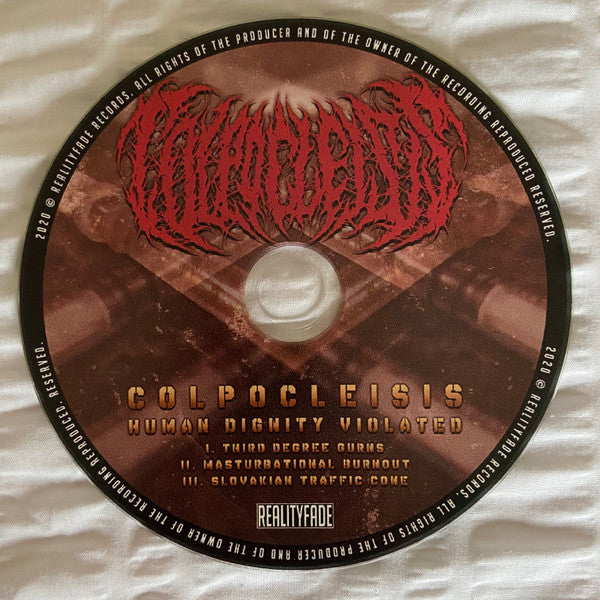 2020 © REALITYFADE RECORDS. ALL RIGHTS OF THE PRODUCER AND OF THE OWNER OF THE RECORDING REPRODUCED RESERVED.
COLPOCLEISIS
COLPOCLEISIS
HUMAN DIGNITY VIOLATED
I. THIRD DEGREE GURNS
II. MASTURBATIONAL BURNOUT
III. SLOVAKIAN TRAFFIC CONE
REALITYFADE
2020 © REALITYFADE RECORDS. ALL RIGHTS OF THE PRODUCER AND OF THE OWNER OF THE RECORDING REPRODUCED. RESERVED.